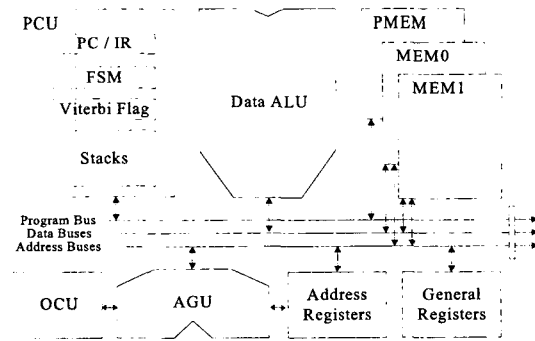 PCU
PC / IR
FSM
Viterbi Flag
Stacks
Data ALU
PMEM
MEM0
MEM1
Program Bus
Data Buses
Address Buses
OCU
AGU
Address
Registers
General
Registers